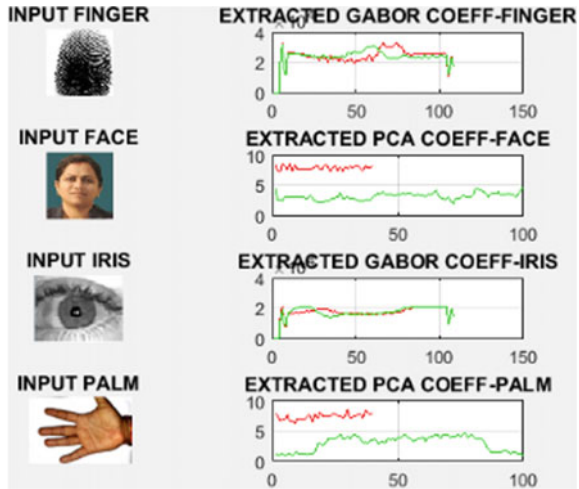 INPUT FINGER
EXTRACTED GABOR COEFF-FINGER
4
2
0
0 50 100 150
INPUT FACE
EXTRACTED PCA COEFF-FACE
10
5
0
0 50 100
INPUT IRIS
EXTRACTED GABOR COEFF-IRIS
4
2
0
0 50 100 150
INPUT PALM
EXTRACTED PCA COEFF-PALM
10
5
0
0 50 100